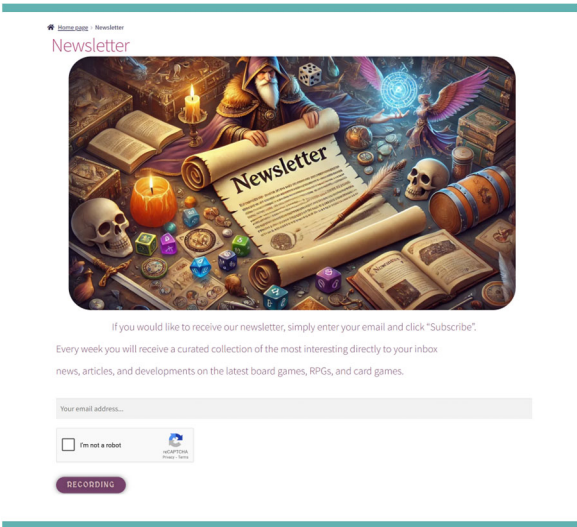 Home page › Newsletter
Newsletter
Newsletter
If you would like to receive our newsletter, simply enter your email and click "Subscribe".
Every week you will receive a curated collection of the most interesting directly to your inbox
news, articles, and developments on the latest board games, RPGs, and card games.
Your email address...
I'm not a robot
reCAPTCHA
Privacy - Terms
RECORDING